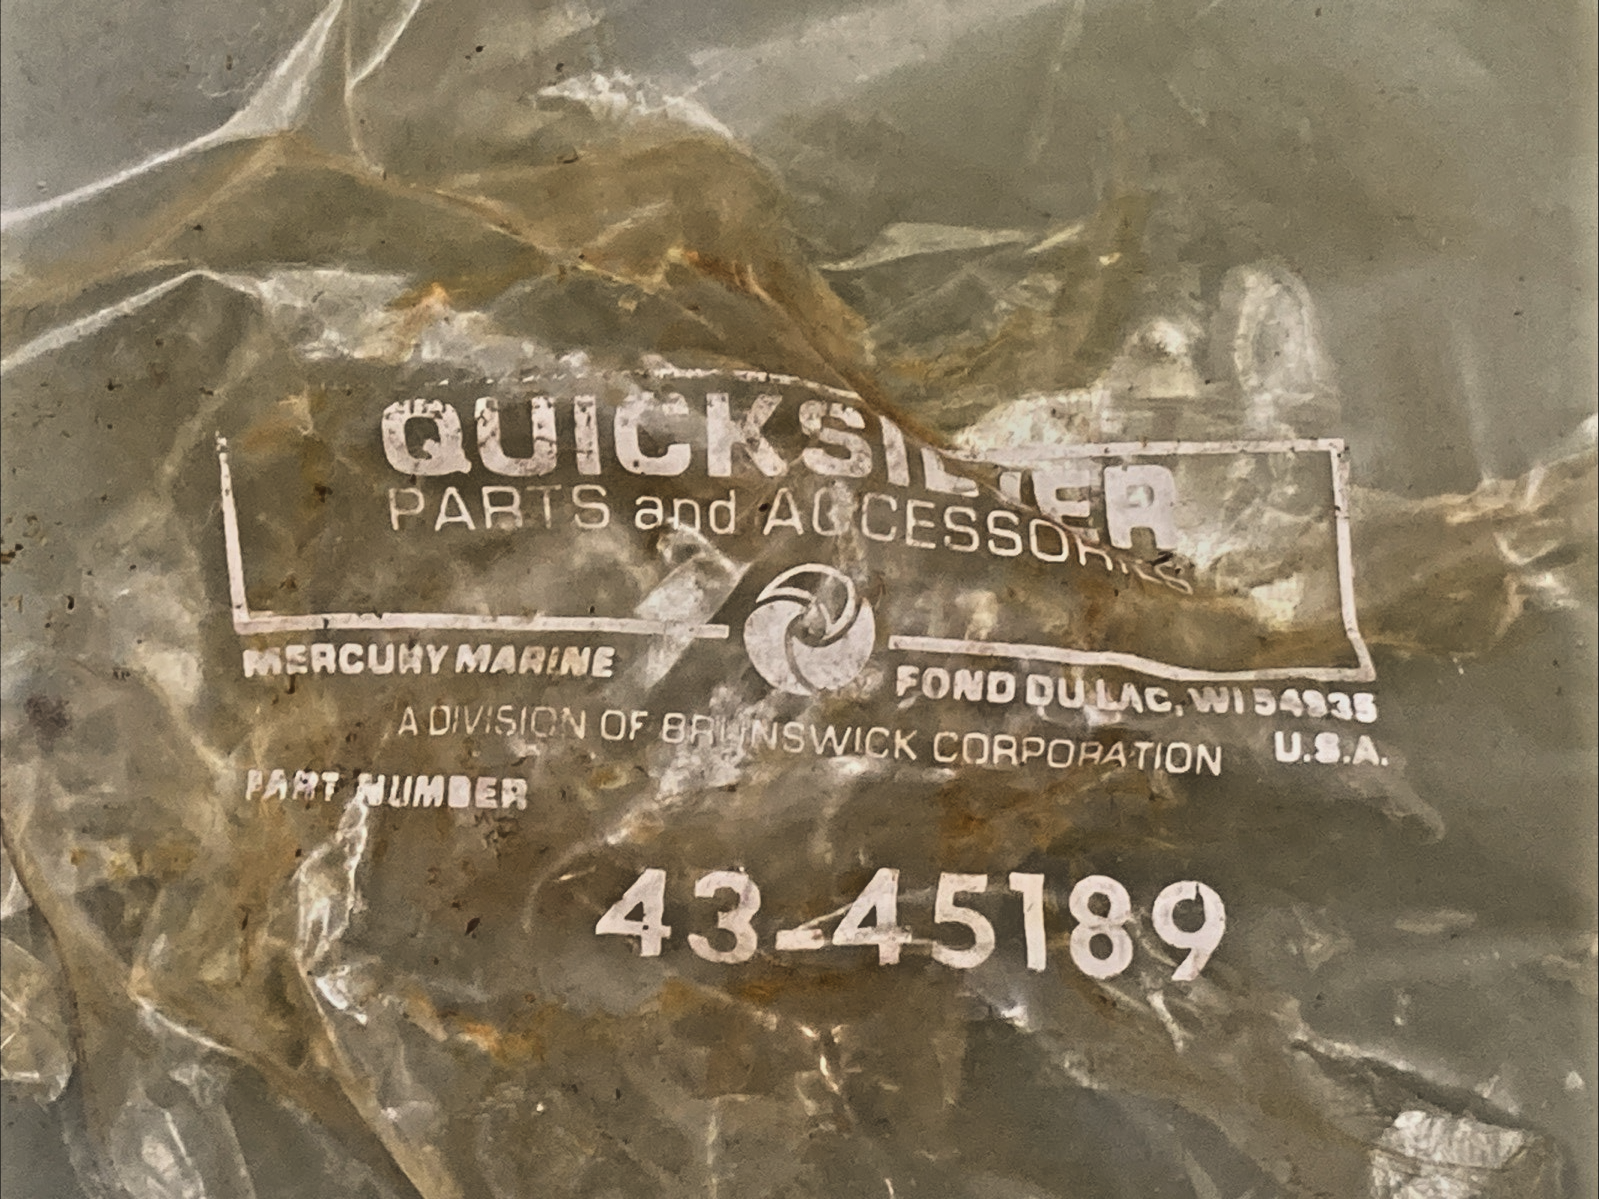 QUICKSILVER
PARTS and ACCESSORIES
MERCURY MARINE
FOND DU LAC, WI 54935
A DIVISION OF BRUNSWICK CORPORATION
U.S.A.
PART NUMBER
43-45189